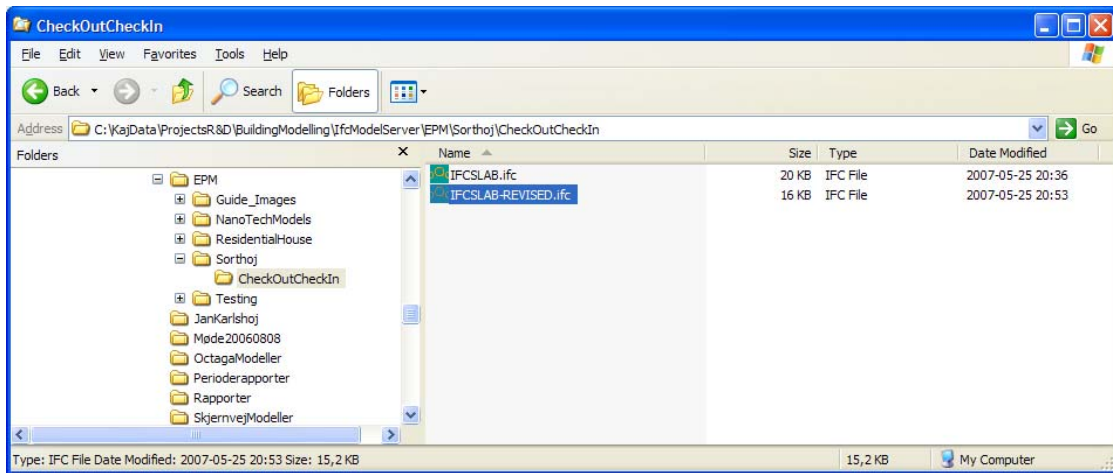 CheckOutCheckIn
File Edit View Favorites Tools Help
Back Search Folders
Address C:\KajData\ProjectsR&D\BuildingModelling\IfcModelServer\EPM\Sorthoj\CheckOutCheckIn Go
Folders x Name Size Type Date Modified
EPM
Guide_Images
NanoTechModels
ResidentialHouse
Sorthoj
CheckOutCheckIn
Testing
JanKarlshoj
Møde20060808
OctagaModeller
Perioderapporter
Rapporter
SkjernvejModeller
IFCSLAB.ifc 20 KB IFC File 2007-05-25 20:36
IFCSLAB-REVISED.ifc 16 KB IFC File 2007-05-25 20:53
Type: IFC File Date Modified: 2007-05-25 20:53 Size: 15,2 KB 15,2 KB My Computer